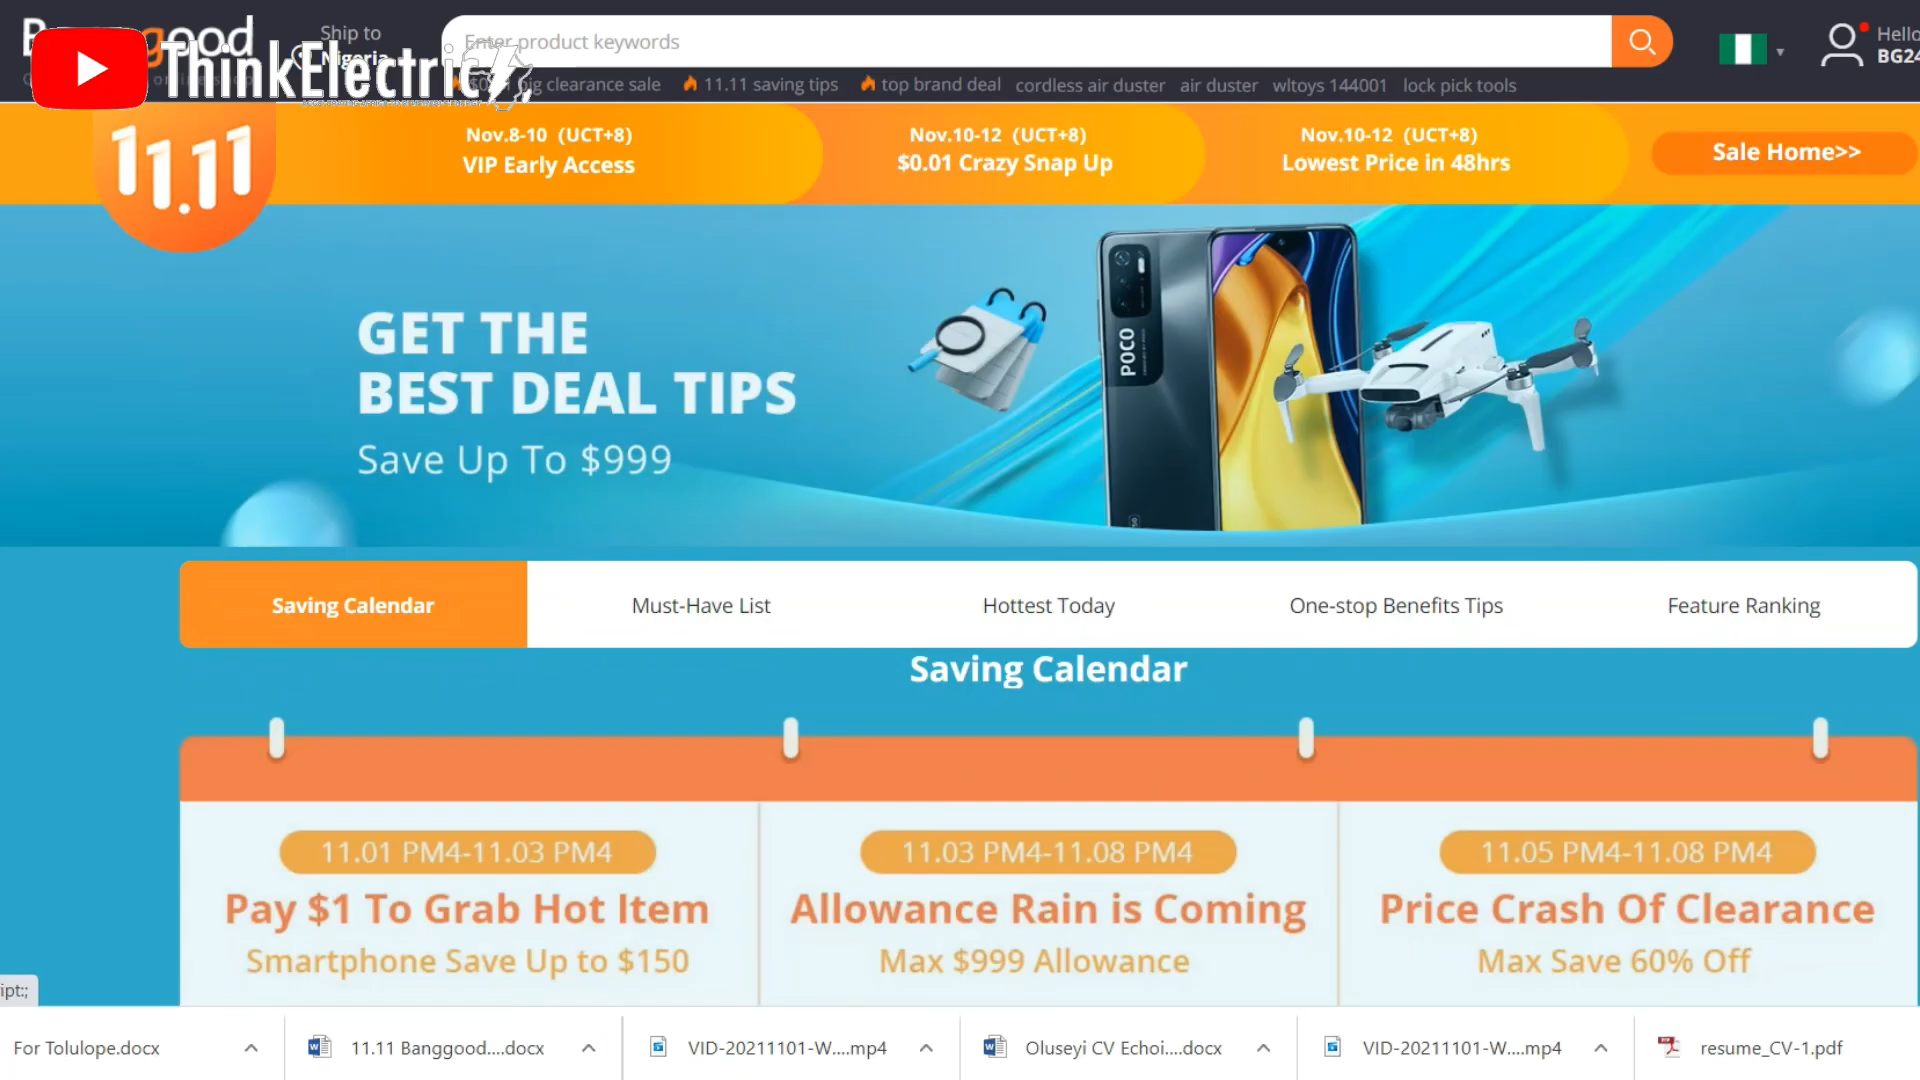 Ship to
Nigeria
ThinkElectric
Enter product keywords
Hello
BG24
big clearance sale
11.11 saving tips
top brand deal
cordless air duster
air duster
wltoys 144001
lock pick tools
11.11
Nov.8-10 (UCT+8)
VIP Early Access
Nov.10-12 (UCT+8)
$0.01 Crazy Snap Up
Nov.10-12 (UCT+8)
Lowest Price in 48hrs
Sale Home>>
GET THE
BEST DEAL TIPS
Save Up To $999
POCO
Saving Calendar
Must-Have List
Hottest Today
One-stop Benefits Tips
Feature Ranking
Saving Calendar
11.01 PM4-11.03 PM4
Pay $1 To Grab Hot Item
Smartphone Save Up to $150
11.03 PM4-11.08 PM4
Allowance Rain is Coming
Max $999 Allowance
11.05 PM4-11.08 PM4
Price Crash Of Clearance
Max Save 60% Off
ipt:;
For Tolulope.docx
11.11 Banggood....docx
VID-20211101-W....mp4
Oluseyi CV Echoi....docx
VID-20211101-W....mp4
resume_CV-1.pdf